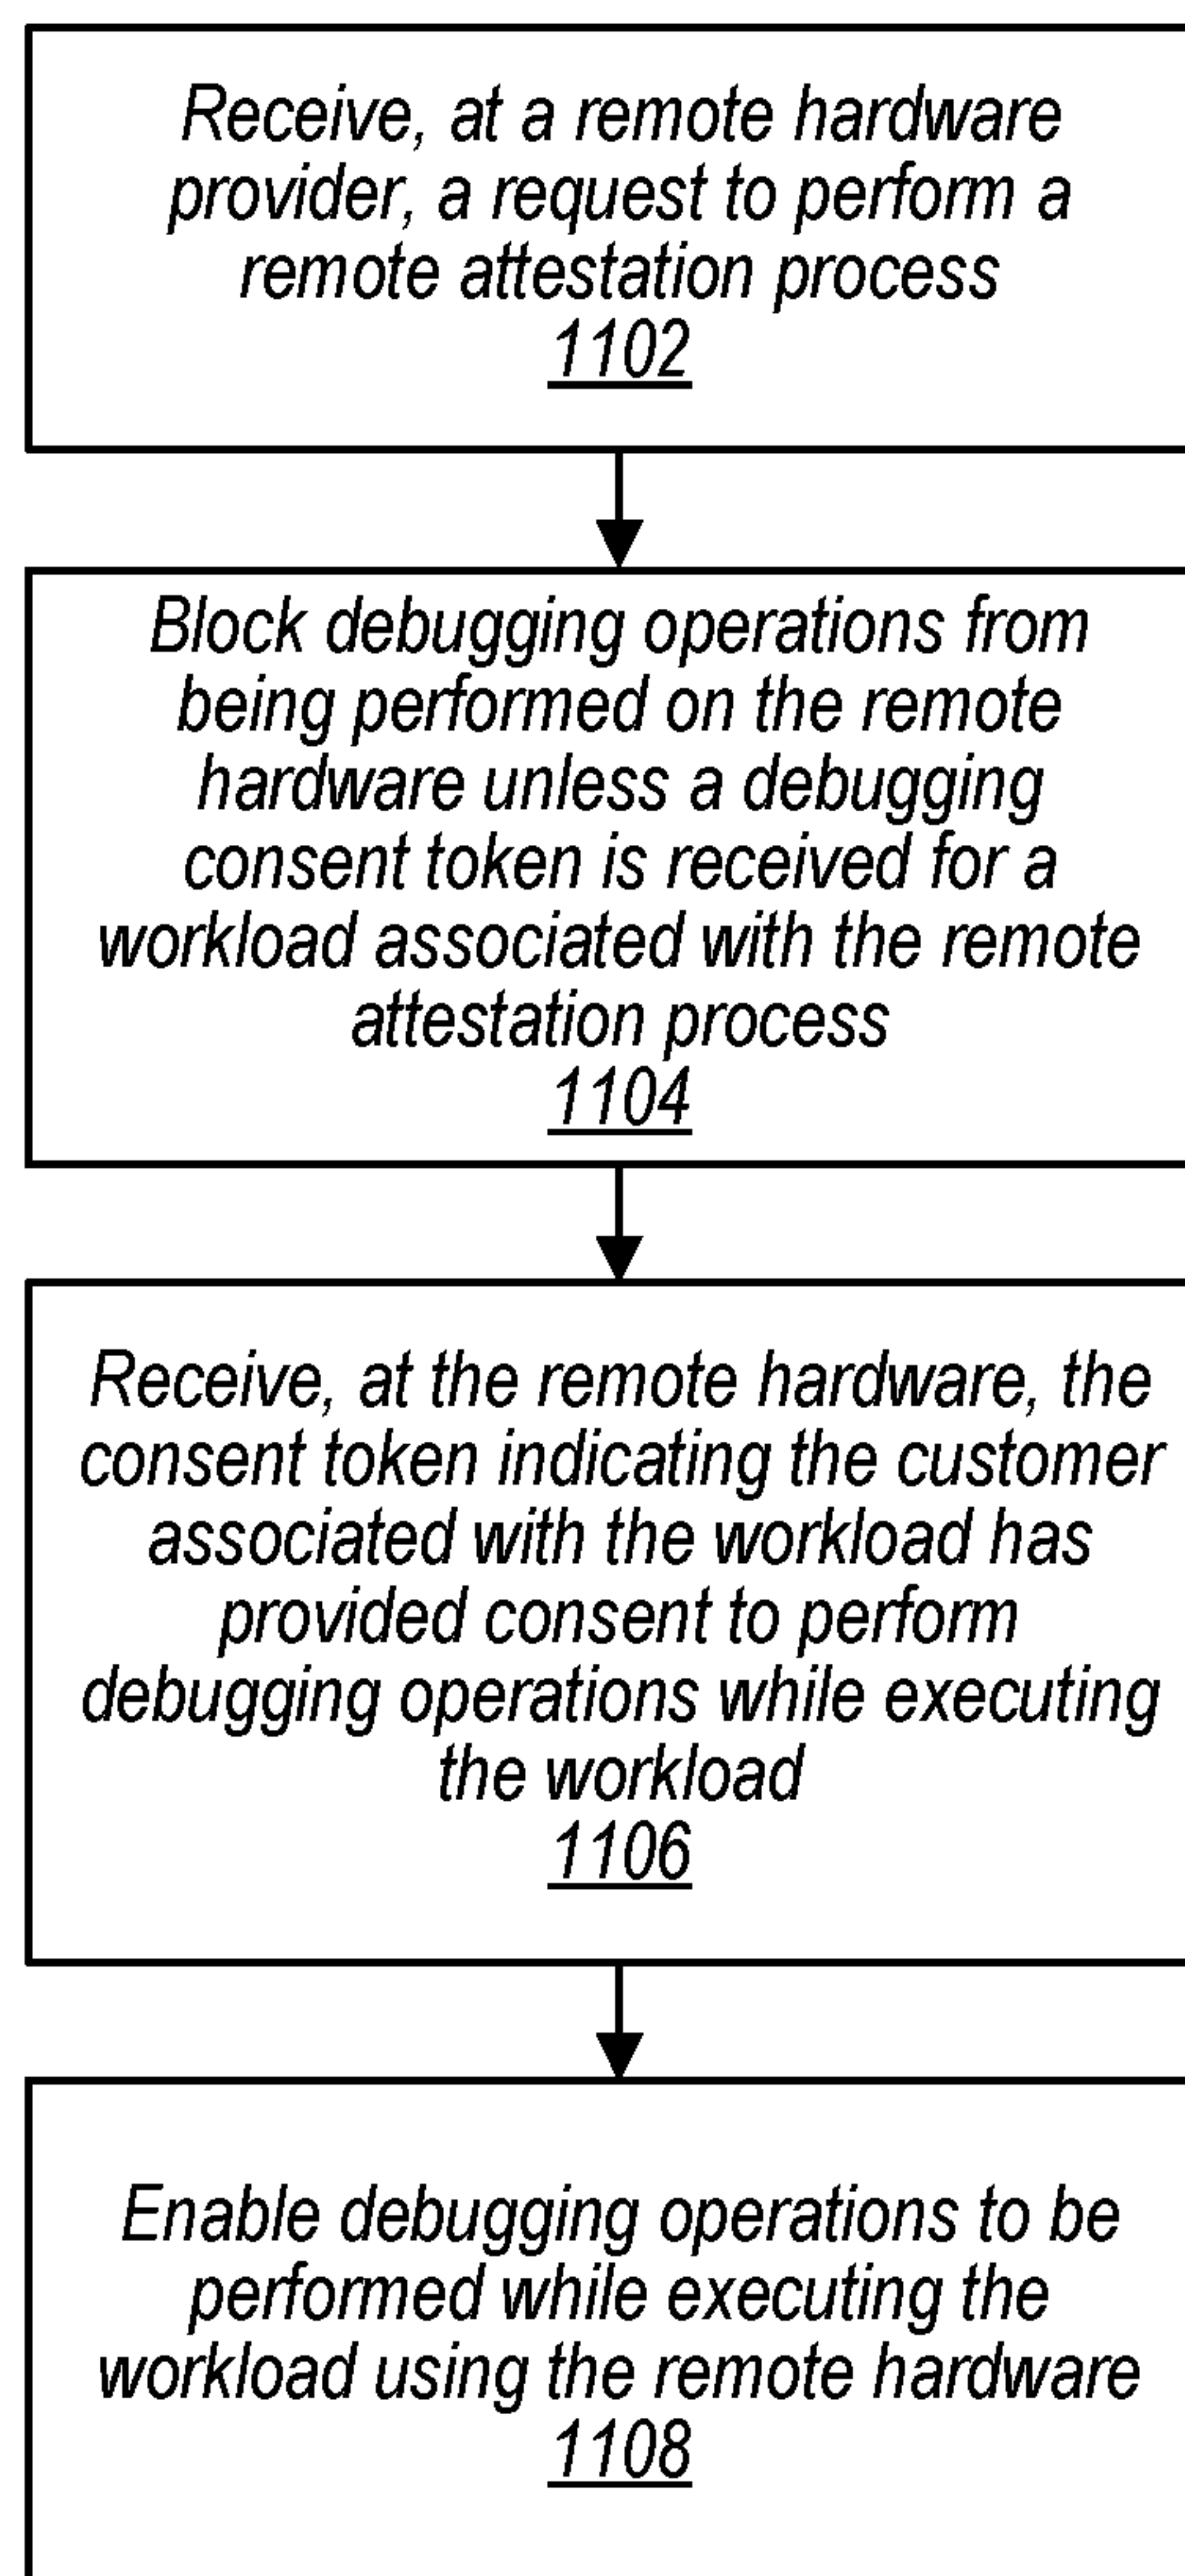 Receive, at a remote hardware
provider, a request to perform a
remote attestation process
1102
Block debugging operations from
being performed on the remote
hardware unless a debugging
consent token is received for a
workload associated with the remote
attestation process
1104
Receive, at the remote hardware, the
consent token indicating the customer
associated with the workload has
provided consent to perform
debugging operations while executing
the workload
1106
Enable debugging operations to be
performed while executing the
workload using the remote hardware
1108